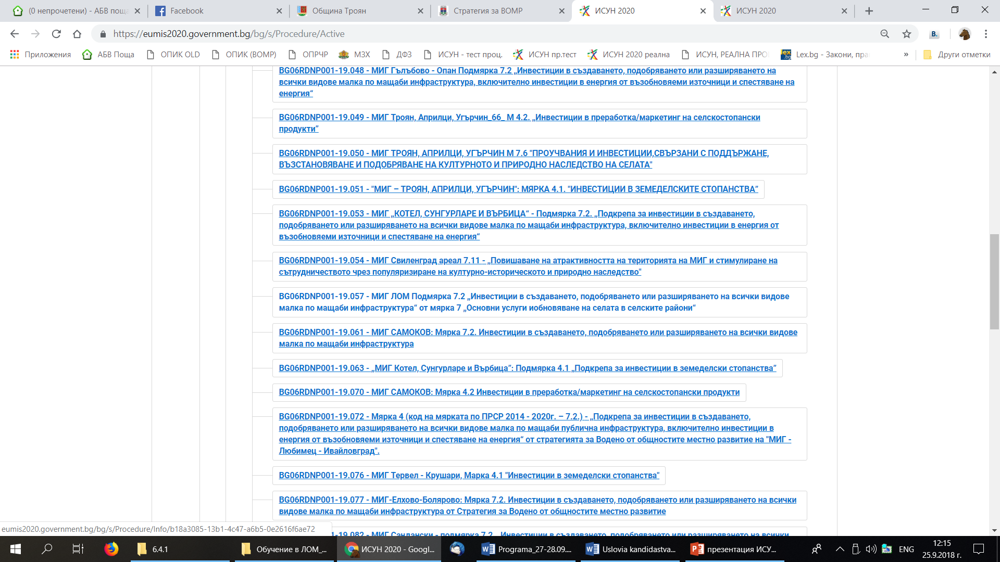 (0 непрочетени) - АБВ поща
Facebook
Община Троян
Стратегия за ВОМР
ИСУН 2020
ИСУН 2020
https://eumis2020.government.bg/bg/s/Procedure/Active
Приложения
АБВ Поща
ОПИК OLD
ОПИК (ВОМР)
ОПРЧР
МЗХ
ДФЗ
ИСУН - тест проц.
ИСУН пр.тест
ИСУН 2020 реална
ИСУН, РЕАЛНА ПРО
Lex.bg - Закони, пра
»
Други отметки
BG06RDNP001-19.048 - МИГ Гълъбово - Опан Подмярка 7.2 „Инвестиции в създаването, подобряването или разширяването на
всички видове малка по мащаби инфраструктура, включително инвестиции в енергия от възобновяеми източници и спестяване на
енергия“
BG06RDNP001-19.049 - МИГ Троян, Априлци, Угърчин_66_ М 4.2. „Инвестиции в преработка/маркетинг на селскостопански
продукти”
BG06RDNP001-19.050 - МИГ ТРОЯН, АПРИЛЦИ, УГЪРЧИН М 7.6 "ПРОУЧВАНИЯ И ИНВЕСТИЦИИ,СВЪРЗАНИ С ПОДДЪРЖАНЕ,
ВЪЗСТАНОВЯВАНЕ И ПОДОБРЯВАНЕ НА КУЛТУРНОТО И ПРИРОДНО НАСЛЕДСТВО НА СЕЛАТА"
BG06RDNP001-19.051 - "МИГ – ТРОЯН, АПРИЛЦИ, УГЪРЧИН": МЯРКА 4.1. "ИНВЕСТИЦИИ В ЗЕМЕДЕЛСКИТЕ СТОПАНСТВА”
BG06RDNP001-19.053 - МИГ „КОТЕЛ, СУНГУРЛАРЕ И ВЪРБИЦА“ - Подмярка 7.2. „Подкрепа за инвестиции в създаването,
подобряването или разширяването на всички видове малка по мащаби инфраструктура, включително инвестиции в енергия от
възобновяеми източници и спестяване на енергия“
BG06RDNP001-19.054 - МИГ Свиленград ареал 7.11 - „Повишаване на атрактивността на територията на МИГ и стимулиране на
сътрудничеството чрез популяризиране на културно-историческото и природно наследство"
BG06RDNP001-19.057 - МИГ ЛОМ Подмярка 7.2 „Инвестиции в създаването, подобряването или разширяването на всички видове
малка по мащаби инфраструктура“ от мярка 7 „Основни услуги иобновяване на селата в селските райони“
BG06RDNP001-19.061 - МИГ САМОКОВ: Мярка 7.2. Инвестиции в създаването, подобряването или разширяването на всички видове
малка по мащаби инфраструктура
BG06RDNP001-19.063 - „МИГ Котел, Сунгурларе и Върбица”: Подмярка 4.1 „Подкрепа за инвестиции в земеделски стопанства”
BG06RDNP001-19.070 - МИГ САМОКОВ: Мярка 4.2 Инвестиции в преработка/маркетинг на селскостопански продукти
BG06RDNP001-19.072 - Мярка 4 (код на мярката по ПРСР 2014 - 2020г. – 7.2.) - „Подкрепа за инвестиции в създаването,
подобряването или разширяването на всички видове малка по мащаби публична инфраструктура, включително инвестиции в
енергия от възобновяеми източници и спестяване на енергия“ от стратегията за Водено от общностите местно развитие на "МИГ -
Любимец - Ивайловград".
BG06RDNP001-19.076 - МИГ Тервел - Крушари, Марка 4.1 "Инвестиции в земеделски стопанства"
BG06RDNP001-19.077 - МИГ-Елхово-Болярово: Мярка 7.2. Инвестиции в създаването, подобряването или разширяването на всички
видове малка по мащаби инфраструктура от Стратегия за Водено от общностите местно развитие
1-19.082 - МИГ Сандански - подмярка 7.2 „Инвестиции в създаването, подобряването или разширяването на всички
eumis2020.government.bg/bg/s/Procedure/Info/b18a3085-13b1-4c47-a6b5-0e2616f6ae72
6.4.1
Обучение в ЛОМ_...
ИСУН 2020 - Googl...
Programa_27-28.09....
Uslovia kandidastva...
презентация ИСУ...
ENG
12:15
25.9.2018 г.